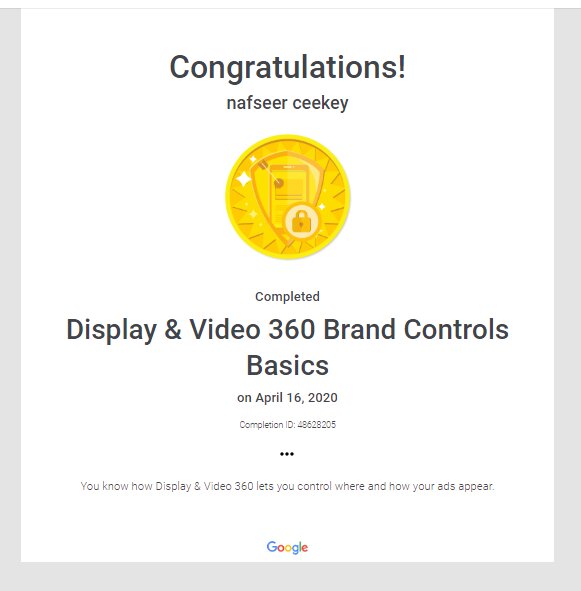 Congratulations!
nafseer ceekey
Completed
Display & Video 360 Brand Controls
Basics
on April 16, 2020
Completion ID: 48628205
•••
You know how Display & Video 360 lets you control where and how your ads appear.
Google